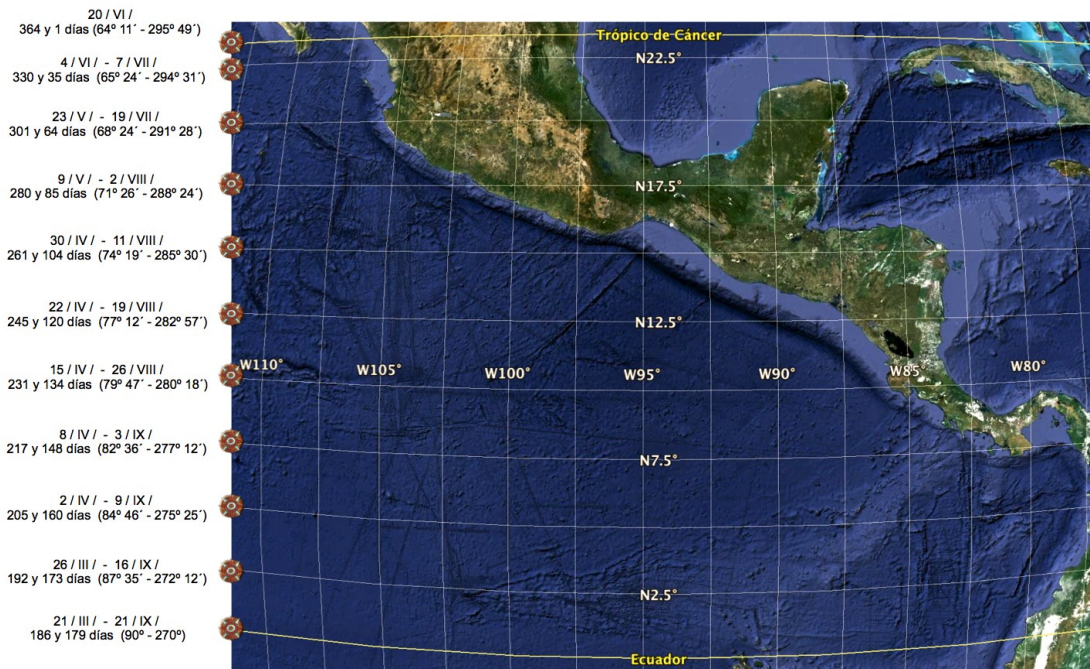 20 / VI /
364 y 1 días (64º 11´ - 295º 49´)
4 / VI / - 7 / VII /
330 y 35 días (65º 24´ - 294º 31´)
23 / V / - 19 / VII /
301 y 64 días (68º 24´ - 291º 28´)
9 / V / - 2 / VIII /
280 y 85 días (71º 26´ - 288º 24´)
30 / IV / - 11 / VIII /
261 y 104 días (74º 19´ - 285º 30´)
22 / IV / - 19 / VIII /
245 y 120 días (77º 12´ - 282º 57´)
15 / IV / - 26 / VIII /
231 y 134 días (79º 47´ - 280º 18´)
8 / IV / - 3 / IX /
217 y 148 días (82º 36´ - 277º 12´)
2 / IV / - 9 / IX /
205 y 160 días (84º 46´ - 275º 25´)
26 / III / - 16 / IX /
192 y 173 días (87º 35´ - 272º 12´)
21 / III / - 21 / IX /
186 y 179 días (90º - 270º)
Trópico de Cáncer
N22.5°
N17.5°
N12.5°
W110° W105° W100° W95° W90° W85° W80°
N7.5°
N2.5°
Ecuador